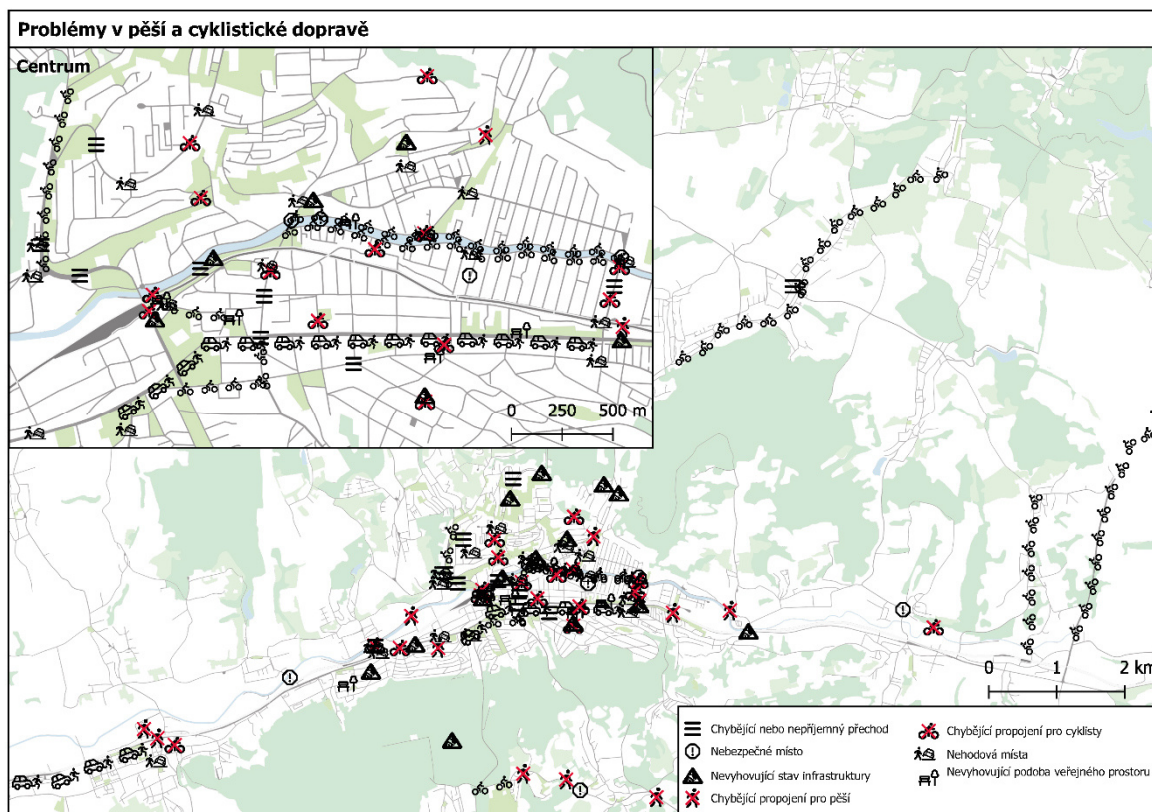 Problémy v pěší a cyklistické dopravě
Centrum
0 250 500 m
0 1 2 km
Chybějící nebo nepříjemný přechod
Nebezpečné místo
Nevyhovující stav infrastruktury
Chybějící propojení pro pěší
Chybějící propojení pro cyklisty
Nehodová místa
Nevyhovující podoba veřejného prostoru